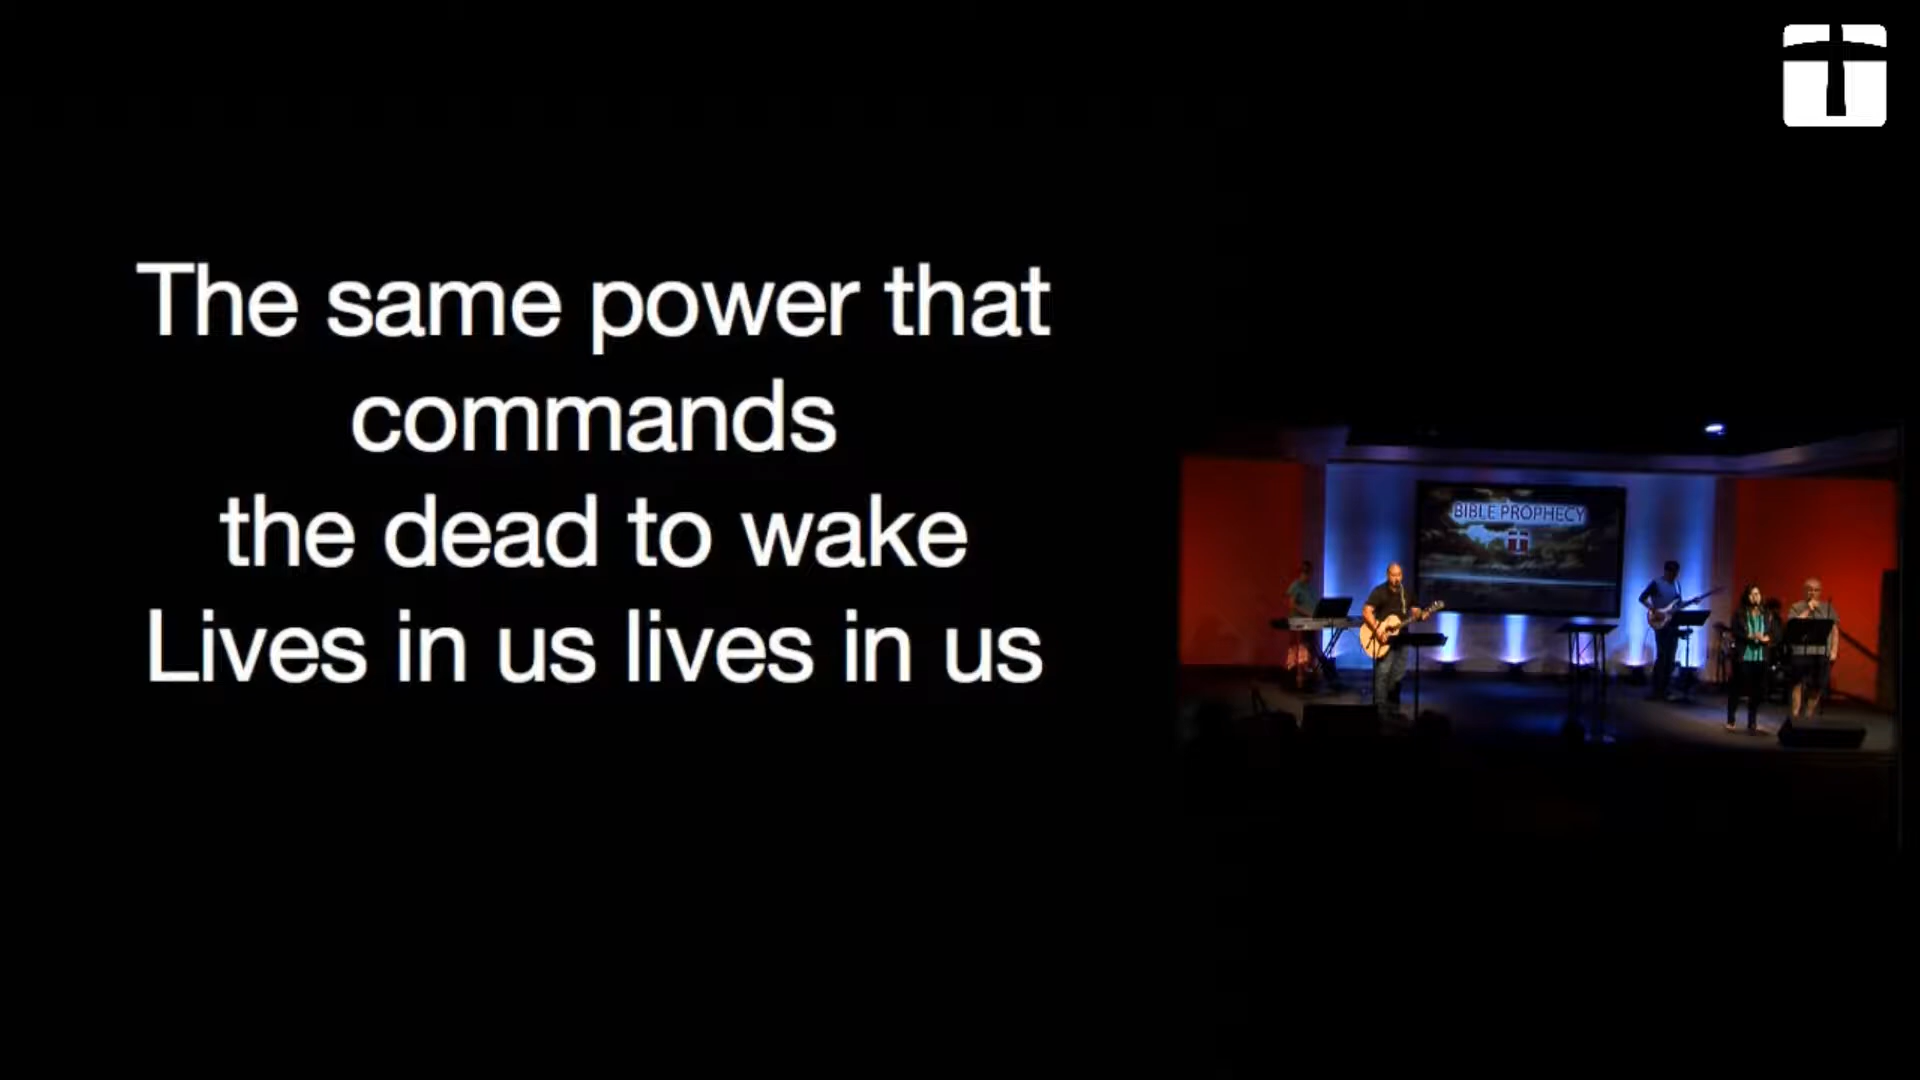 The same power that
commands
the dead to wake
Lives in us lives in us
BIBLE PROPHECY